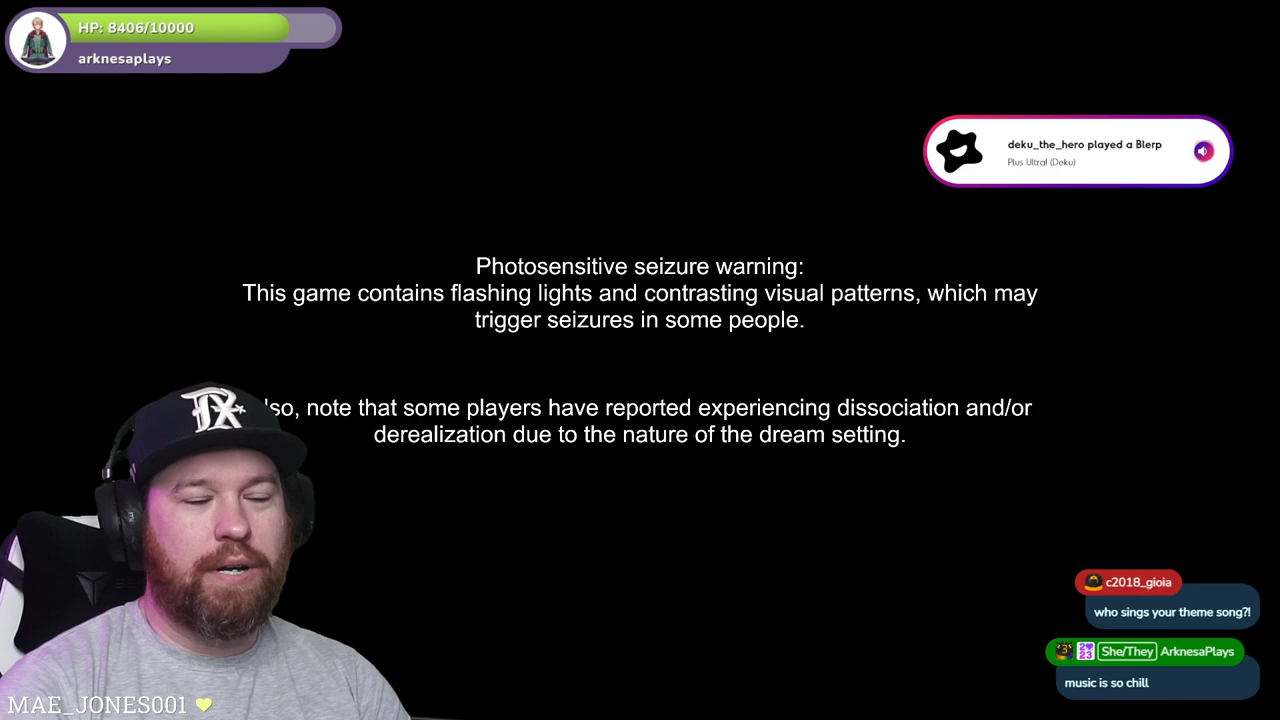 HP: 8406/10000
arknesaplays
deku_the_hero played a Blerp
Plus Ultra! (Deku)
Photosensitive seizure warning:
This game contains flashing lights and contrasting visual patterns, which may
trigger seizures in some people.
lso, note that some players have reported experiencing dissociation and/or
derealization due to the nature of the dream setting.
TX
c2018_gioia
who sings your theme song?!
She/They ArknesaPlays
music is so chill
MAE_JONES001